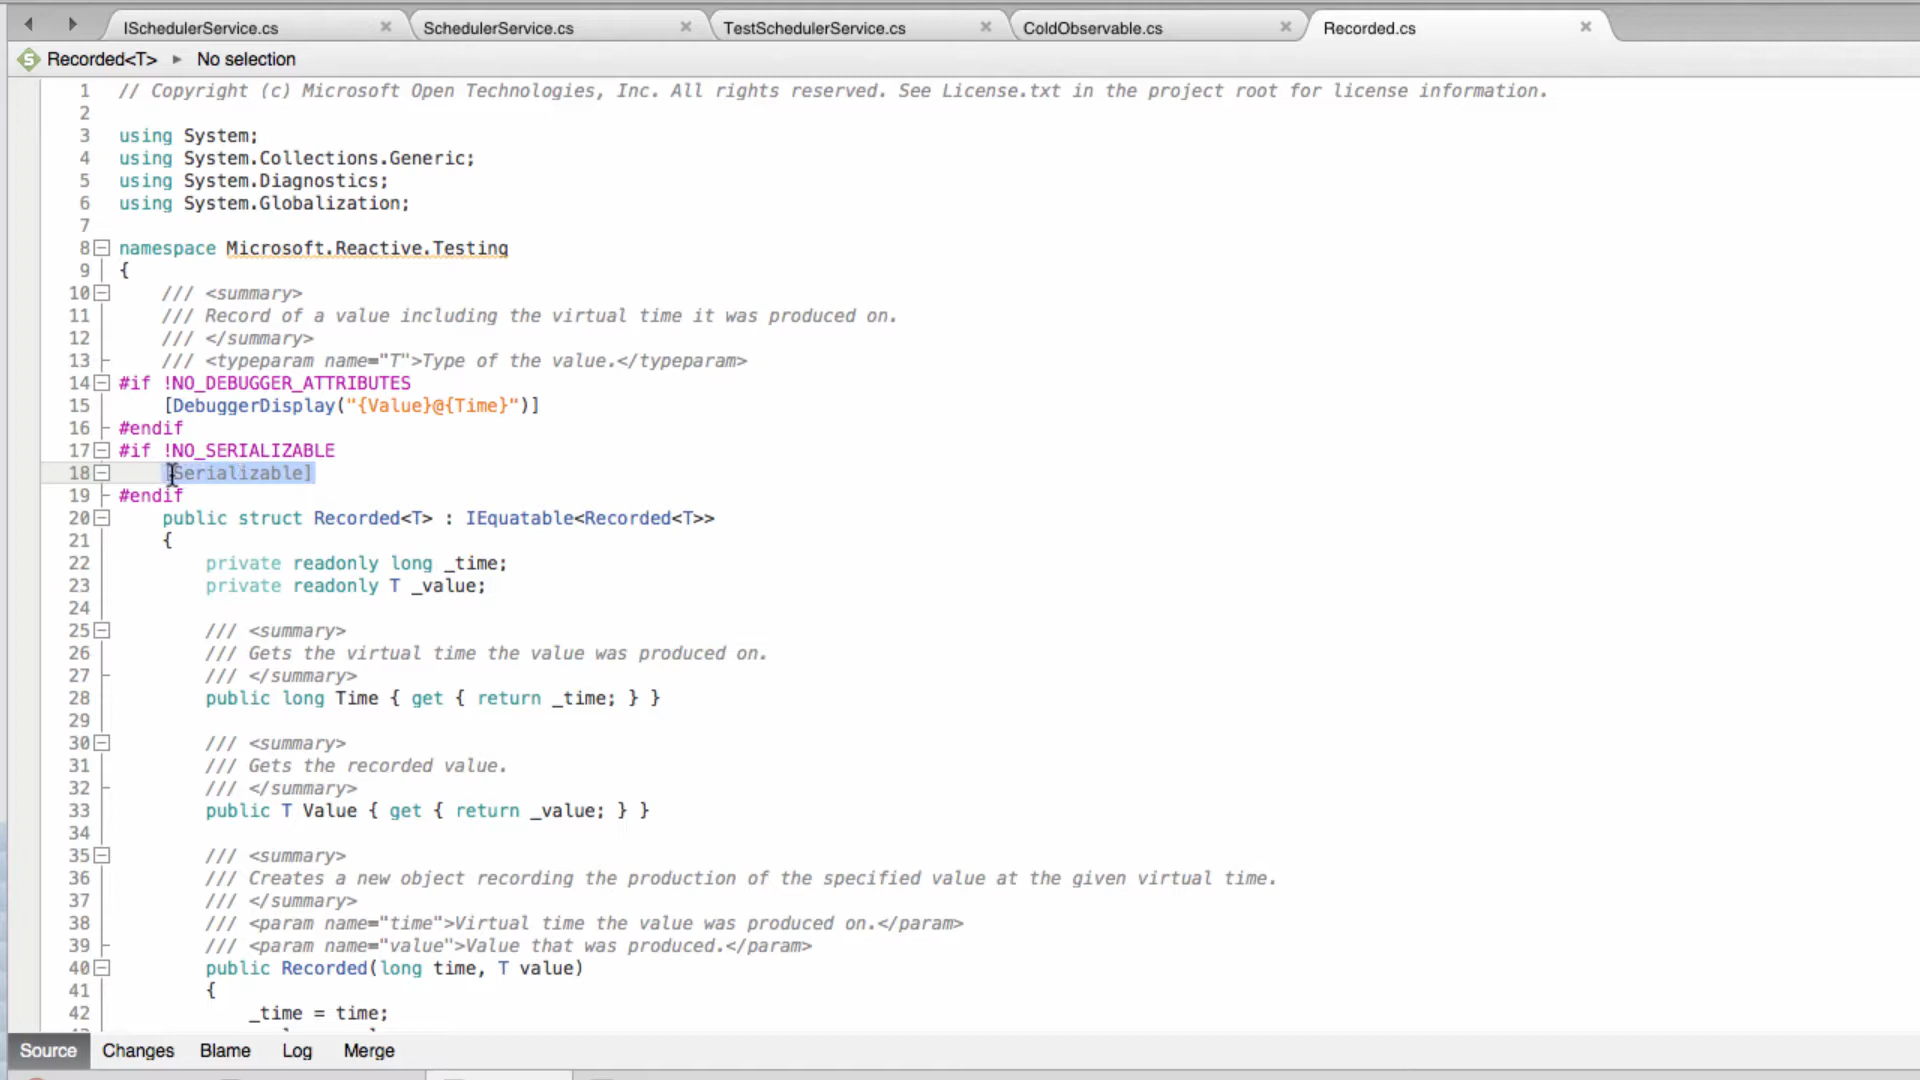 ISchedulerService.cs SchedulerService.cs TestSchedulerService.cs ColdObservable.cs Recorded.cs
Recorded<T> No selection
1 // Copyright (c) Microsoft Open Technologies, Inc. All rights reserved. See License.txt in the project root for license information.
2
3 using System;
4 using System.Collections.Generic;
5 using System.Diagnostics;
6 using System.Globalization;
7
8 namespace Microsoft.Reactive.Testing
9 {
10 /// <summary>
11 /// Record of a value including the virtual time it was produced on.
12 /// </summary>
13 /// <typeparam name="T">Type of the value.</typeparam>
14 #if !NO_DEBUGGER_ATTRIBUTES
15 [DebuggerDisplay("{Value}@{Time}")]
16 #endif
17 #if !NO_SERIALIZABLE
18 [Serializable]
19 #endif
20 public struct Recorded<T> : IEquatable<Recorded<T>>
21 {
22 private readonly long _time;
23 private readonly T _value;
24
25 /// <summary>
26 /// Gets the virtual time the value was produced on.
27 /// </summary>
28 public long Time { get { return _time; } }
29
30 /// <summary>
31 /// Gets the recorded value.
32 /// </summary>
33 public T Value { get { return _value; } }
34
35 /// <summary>
36 /// Creates a new object recording the production of the specified value at the given virtual time.
37 /// </summary>
38 /// <param name="time">Virtual time the value was produced on.</param>
39 /// <param name="value">Value that was produced.</param>
40 public Recorded(long time, T value)
41 {
42 _time = time;
Source Changes Blame Log Merge